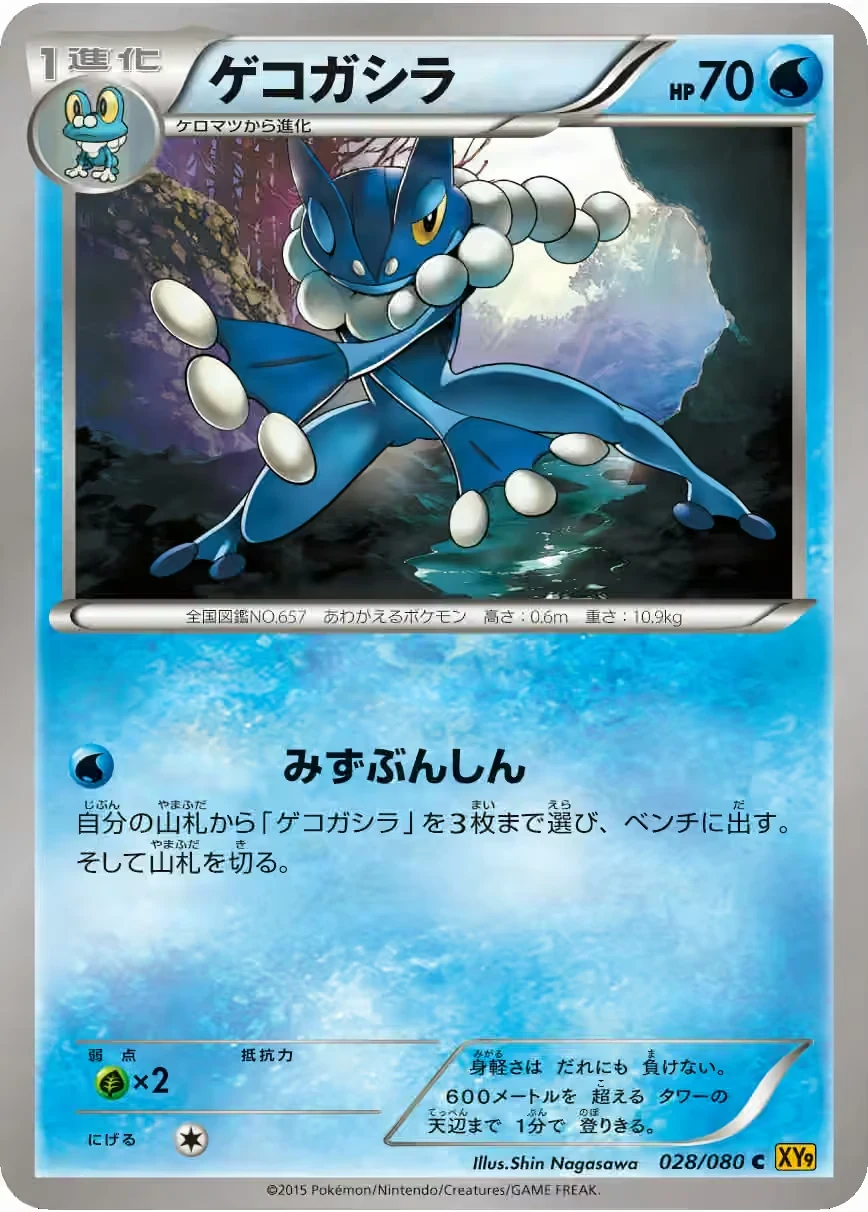 1進化
ゲコガシラ
HP70
ケロマツから進化
全国図鑑NO.657 あわがえるポケモン 高さ：0.6m 重さ：10.9kg
みずぶんしん
自分の山札から「ゲコガシラ」を3枚まで選び、ベンチに出す。
そして山札を切る。
弱点 抵抗力
×2
にげる
身軽さは だれにも 負けない。
600メートルを 超える タワーの
天辺まで 1分で 登りきる。
Illus.Shin Nagasawa 028/080 C XY9
©2015 Pokémon/Nintendo/Creatures/GAME FREAK.